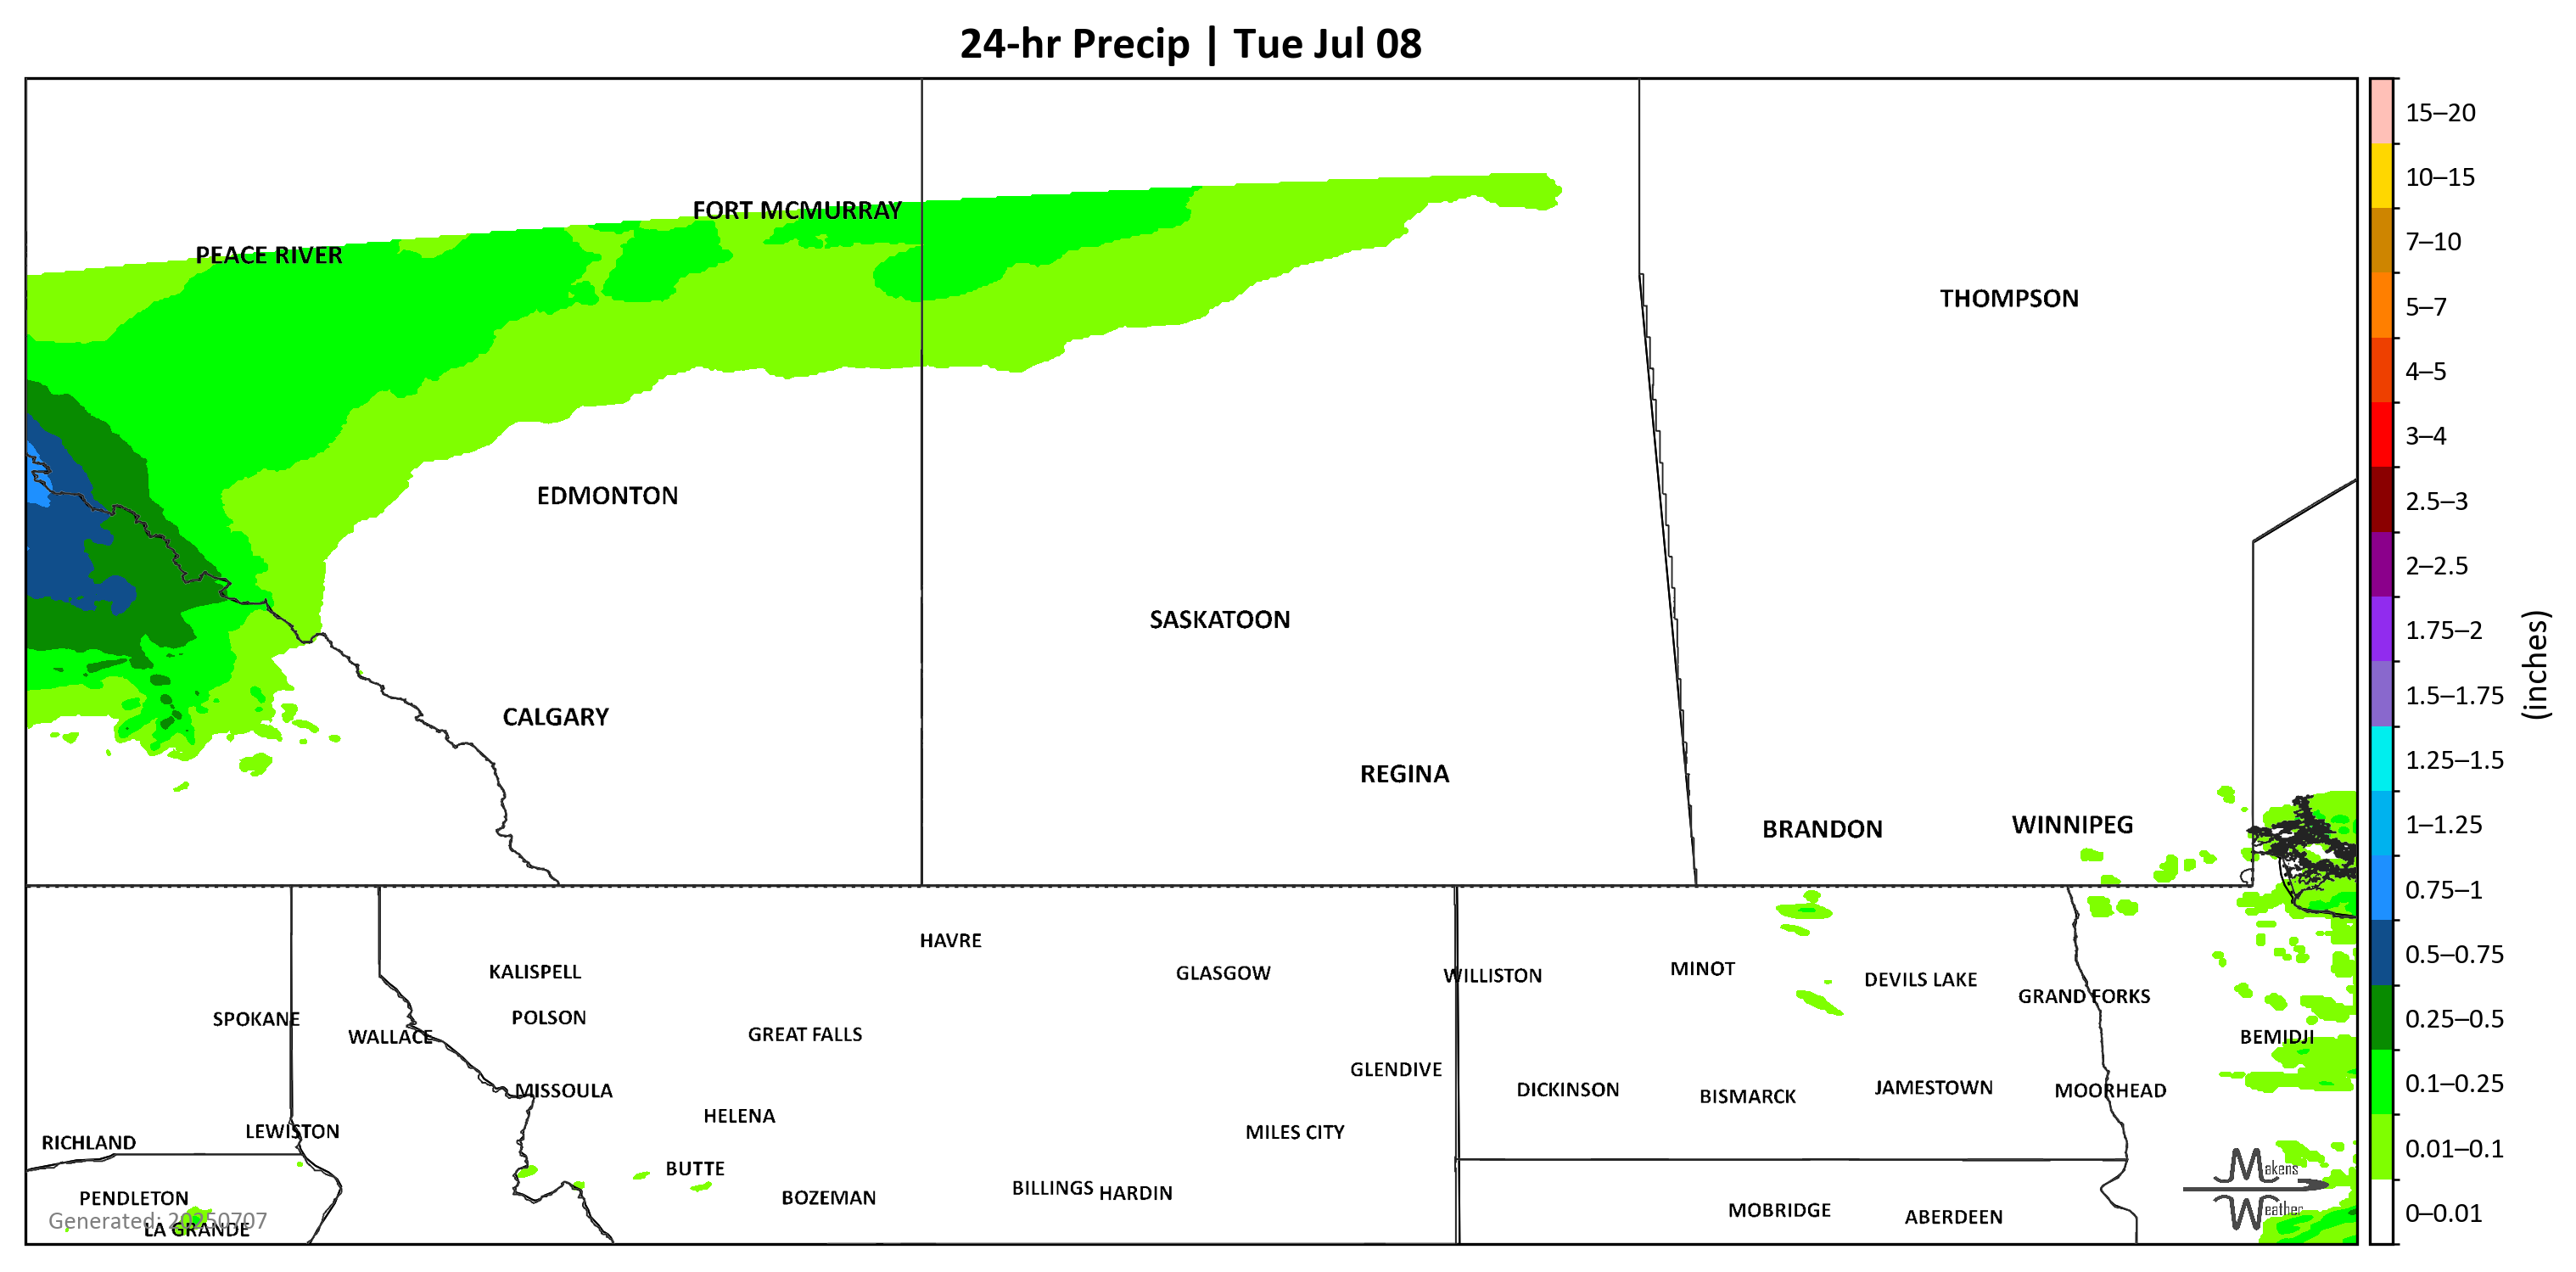 24-hr Precip | Tue Jul 08
15–20
10–15
7–10
5–7
4–5
3–4
2.5–3
2–2.5
1.75–2
1.5–1.75
1.25–1.5
1–1.25
0.75–1
0.5–0.75
0.25–0.5
0.1–0.25
0.01–0.1
0–0.01
(inches)
FORT MCMURRAY
PEACE RIVER
THOMPSON
EDMONTON
SASKATOON
CALGARY
REGINA
BRANDON
WINNIPEG
HAVRE
KALISPELL
GLASGOW
WILLISTON
MINOT
DEVILS LAKE
GRAND FORKS
SPOKANE
POLSON
WALLACE
GREAT FALLS
BEMIDJI
GLENDIVE
MISSOULA
DICKINSON
BISMARCK
JAMESTOWN
MOORHEAD
HELENA
RICHLAND
LEWISTON
MILES CITY
BUTTE
PENDLETON
BOZEMAN
BILLINGS
HARDIN
MOBRIDGE
ABERDEEN
Generated: 20250707
LA GRANDE
Makens
Weather